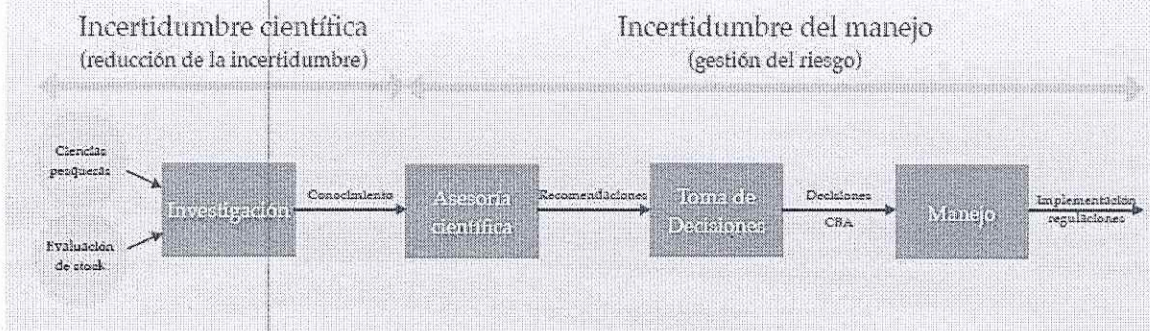 Incertidumbre científica
(reducción de la incertidumbre)
Incertidumbre del manejo
(gestión del riesgo)
Ciencias
pesqueras
Evaluación
de stock
Investigación
Conocimiento
Asesoría
científica
Recomendaciones
Toma de
Decisiones
Decisiones
CBA
Manejo
Implementación
regulaciones